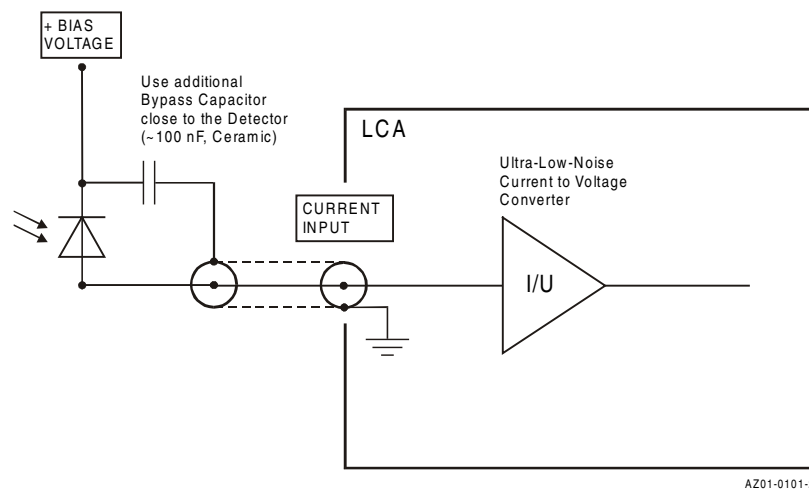 + BIAS
VOLTAGE
Use additional
Bypass Capacitor
close to the Detector
(~100 nF, Ceramic)
LCA
Ultra-Low-Noise
Current to Voltage
Converter
CURRENT
INPUT
I/U
AZ01-0101-